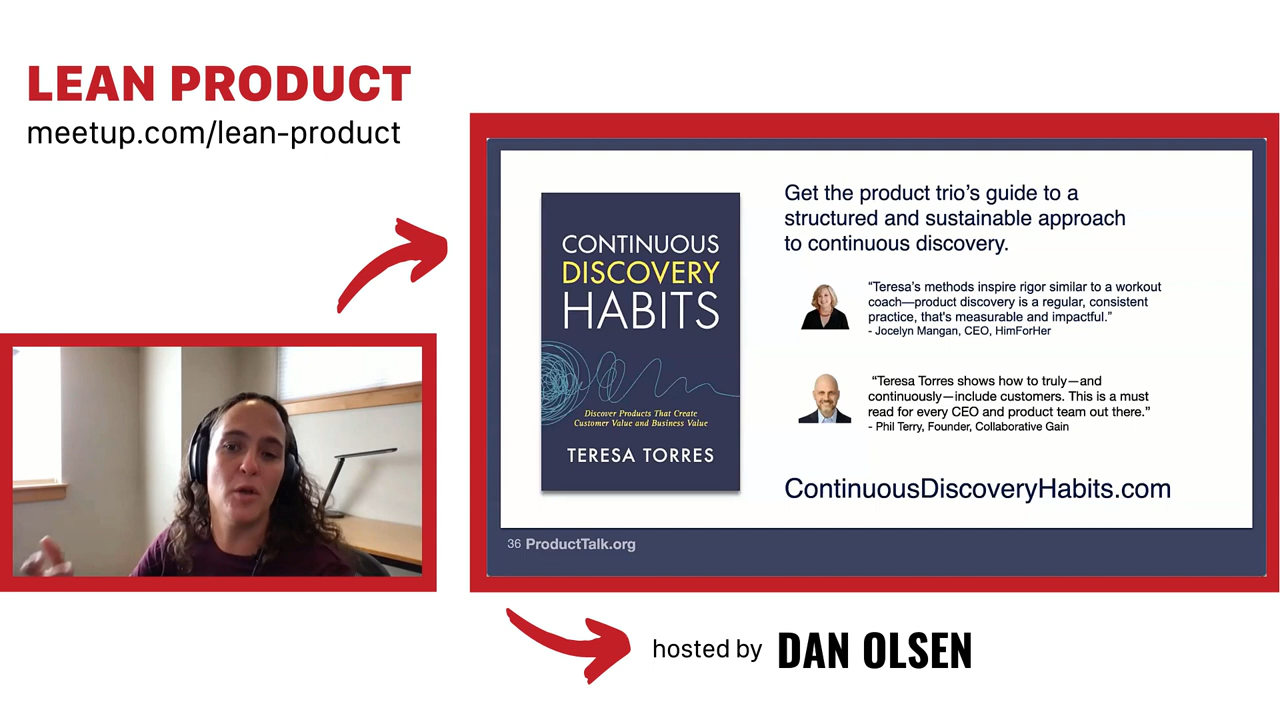 LEAN PRODUCT
meetup.com/lean-product
CONTINUOUS
DISCOVERY
HABITS
Discover Products That Create
Customer Value and Business Value
TERESA TORRES
Get the product trio’s guide to a
structured and sustainable approach
to continuous discovery.
“Teresa’s methods inspire rigor similar to a workout
coach—product discovery is a regular, consistent
practice, that's measurable and impactful.”
- Jocelyn Mangan, CEO, HimForHer
“Teresa Torres shows how to truly—and
continuously—include customers. This is a must
read for every CEO and product team out there.”
- Phil Terry, Founder, Collaborative Gain
ContinuousDiscoveryHabits.com
36 ProductTalk.org
hosted by DAN OLSEN